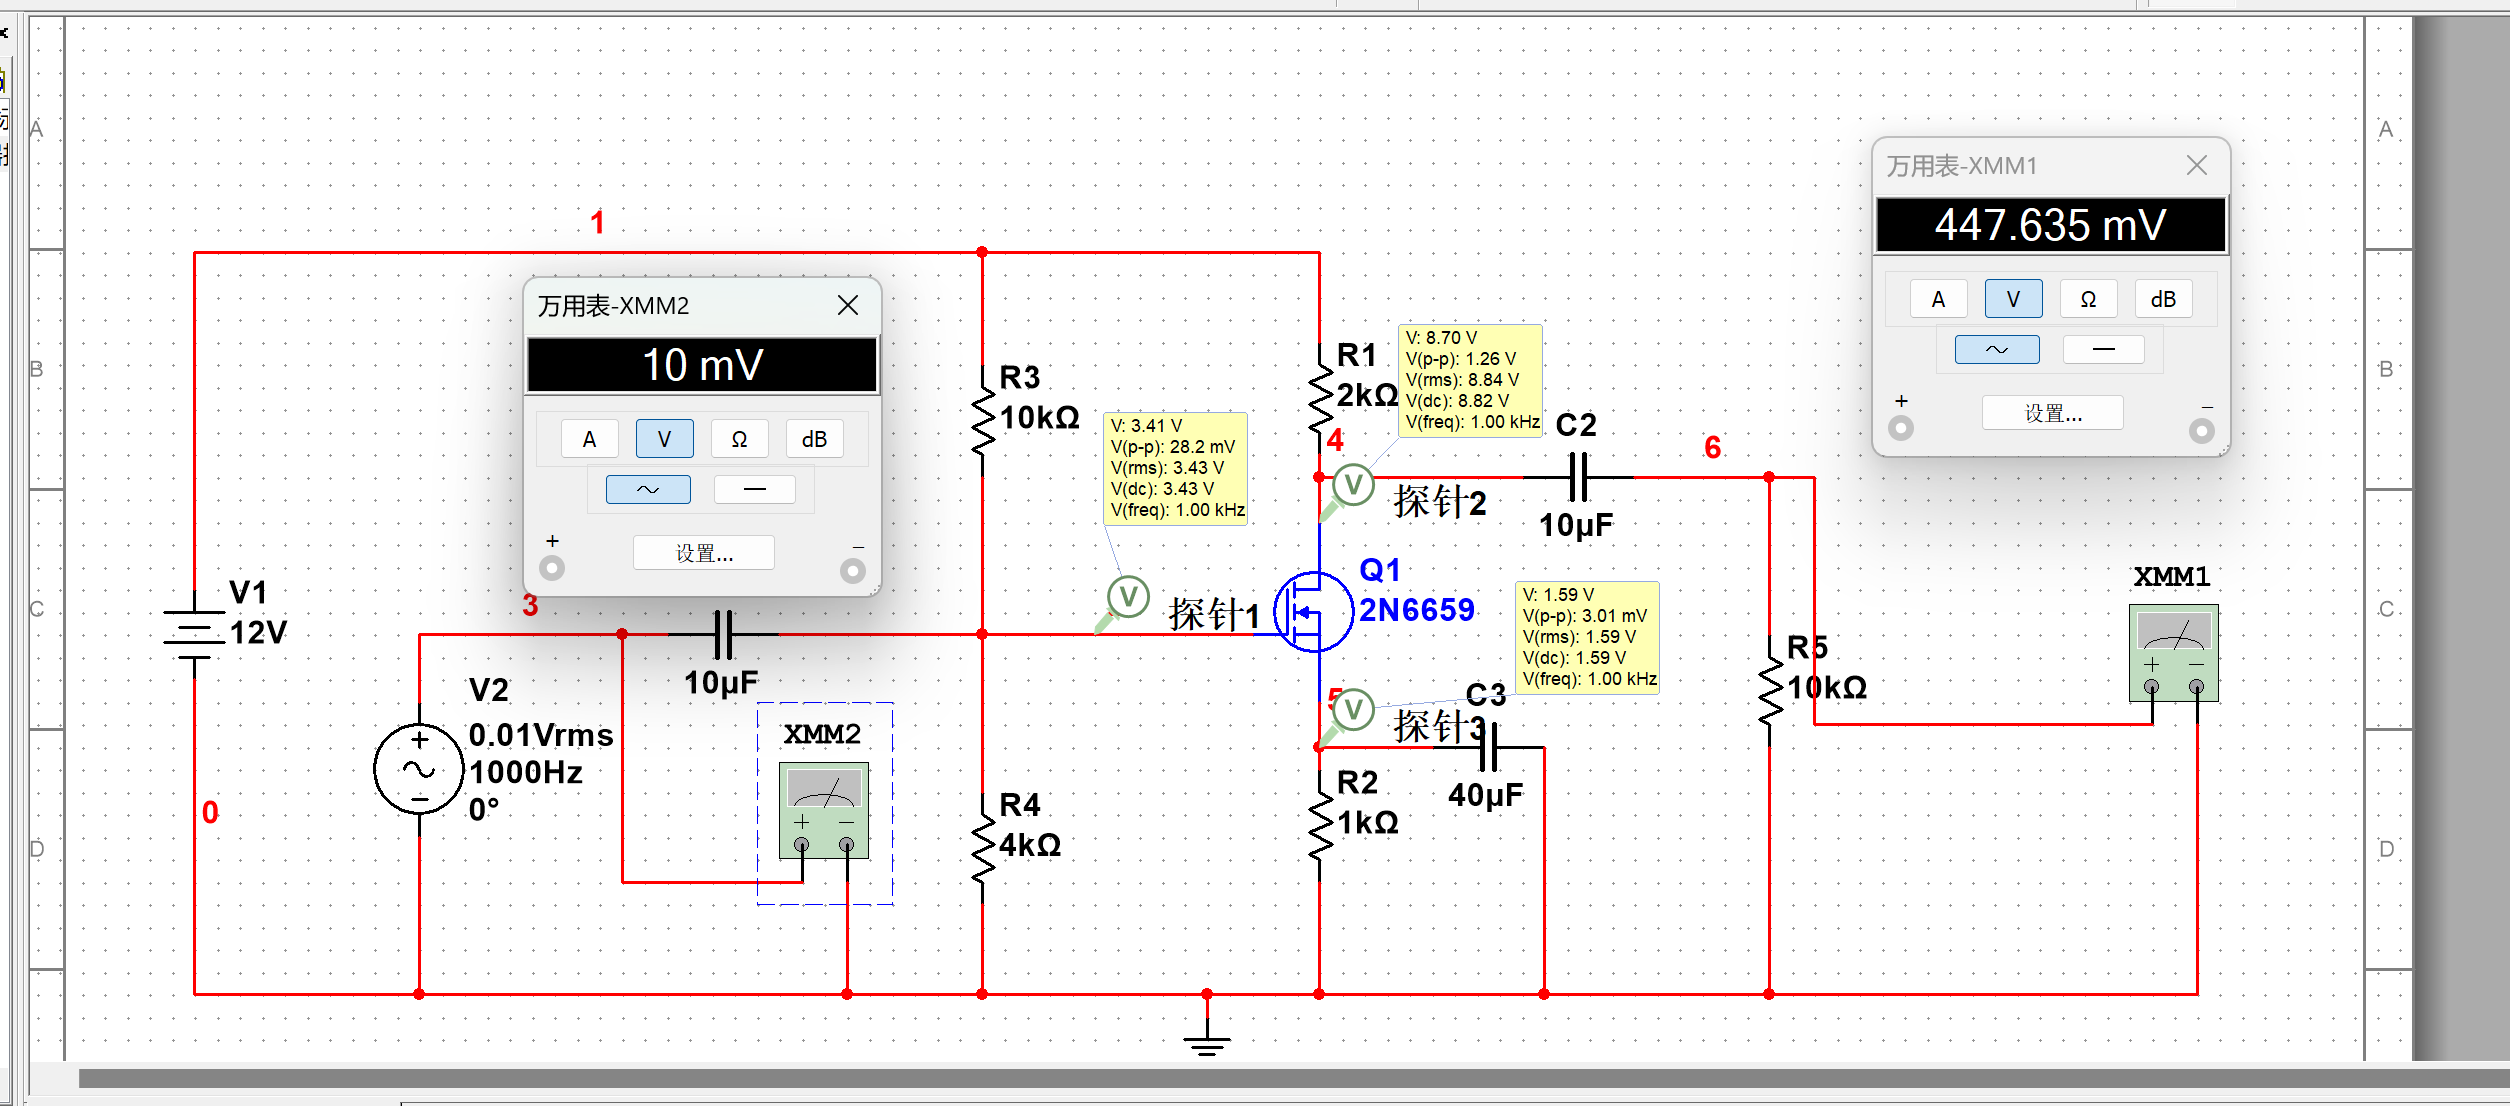 A
A
B
B
C
C
D
D
1
万用表-XMM2
10 mV
A
V
Ω
dB
+
设置...
万用表-XMM1
447.635 mV
A
V
Ω
dB
+
设置...
V1
12V
0
V2
0.01Vrms
1000Hz
0°
3
10µF
XMM2
R3
10kΩ
R4
4kΩ
V: 3.41 V
V(p-p): 28.2 mV
V(rms): 3.43 V
V(dc): 3.43 V
V(freq): 1.00 kHz
V
探针1
R1
2kΩ
4
V: 8.70 V
V(p-p): 1.26 V
V(rms): 8.84 V
V(dc): 8.82 V
V(freq): 1.00 kHz
V
探针2
C2
10µF
6
Q1
2N6659
V: 1.59 V
V(p-p): 3.01 mV
V(rms): 1.59 V
V(dc): 1.59 V
V(freq): 1.00 kHz
5
V
探针3
C3
40µF
R2
1kΩ
R5
10kΩ
XMM1